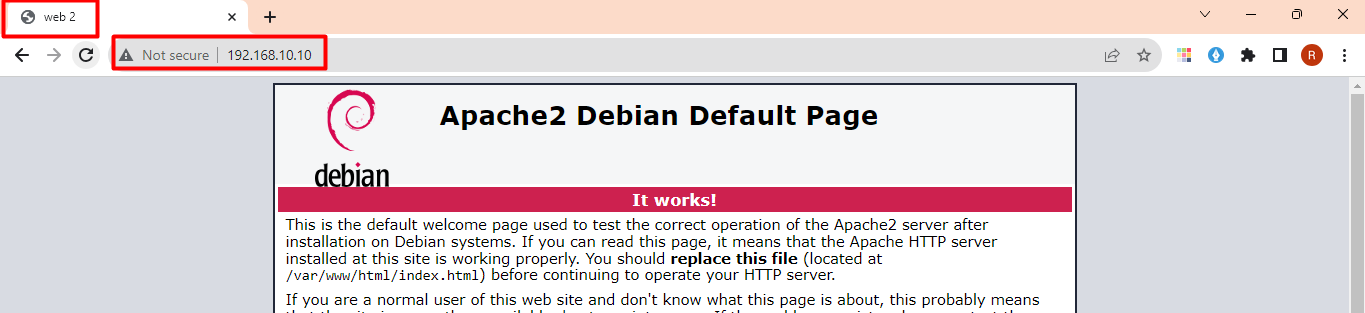 web 2
Not secure 192.168.10.10
R
debian
Apache2 Debian Default Page
It works!
This is the default welcome page used to test the correct operation of the Apache2 server after
installation on Debian systems. If you can read this page, it means that the Apache HTTP server
installed at this site is working properly. You should replace this file (located at
/var/www/html/index.html) before continuing to operate your HTTP server.
If you are a normal user of this web site and don't know what this page is about, this probably means